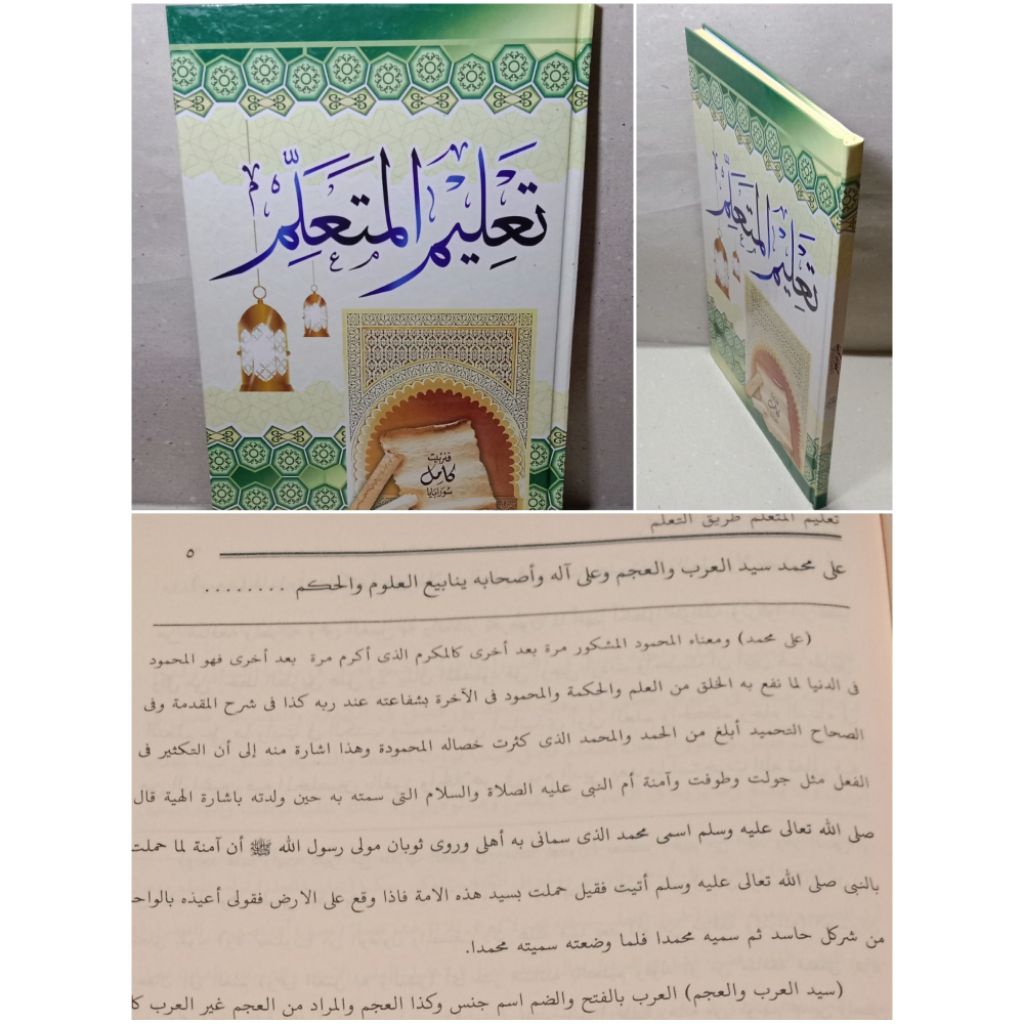 تعليم المتعلم
فنربيت
كامل
سورابايا
تعليم المتعلم
كامل
تعليم المتعلم طريق التعلم
٥
على محمد سيد العرب والعجم وعلى آله وأصحابه ينابيع العلوم والحكم ........
(على محمد) ومعناه المحمود المشكور مرة بعد أخرى كالمكرم الذى أكرم مرة بعد أخرى فهو المحمود
فى الدنيا لما نفع به الخلق من العلم والحكمة والمحمود فى الآخرة بشفاعته عند ربه كذا فى شرح المقدمة وفى
الصحاح التحميد أبلغ من الحمد والمحمد الذى كثرت خصاله المحمودة وهذا اشارة منه إلى أن التكثير فى
الفعل مثل جولت وطوفت وآمنة أم النبى عليه الصلاة والسلام التى سمته به حين ولدته باشارة الهية قال
صلى الله تعالى عليه وسلم اسمى محمد الذى سمانى به أهلى وروى ثوبان مولى رسول الله ﷺ أن آمنة لما حملت
بالنبى صلى الله تعالى عليه وسلم أتيت فقيل حملت بسيد هذه الامة فاذا وقع على الارض فقولى أعيذه بالواحد
من شركل حاسد ثم سميه محمدا فلما وضعته سميته محمدا.
(سيد العرب والعجم) العرب بالفتح والضم اسم جنس وكذا العجم والمراد من العجم غير العرب